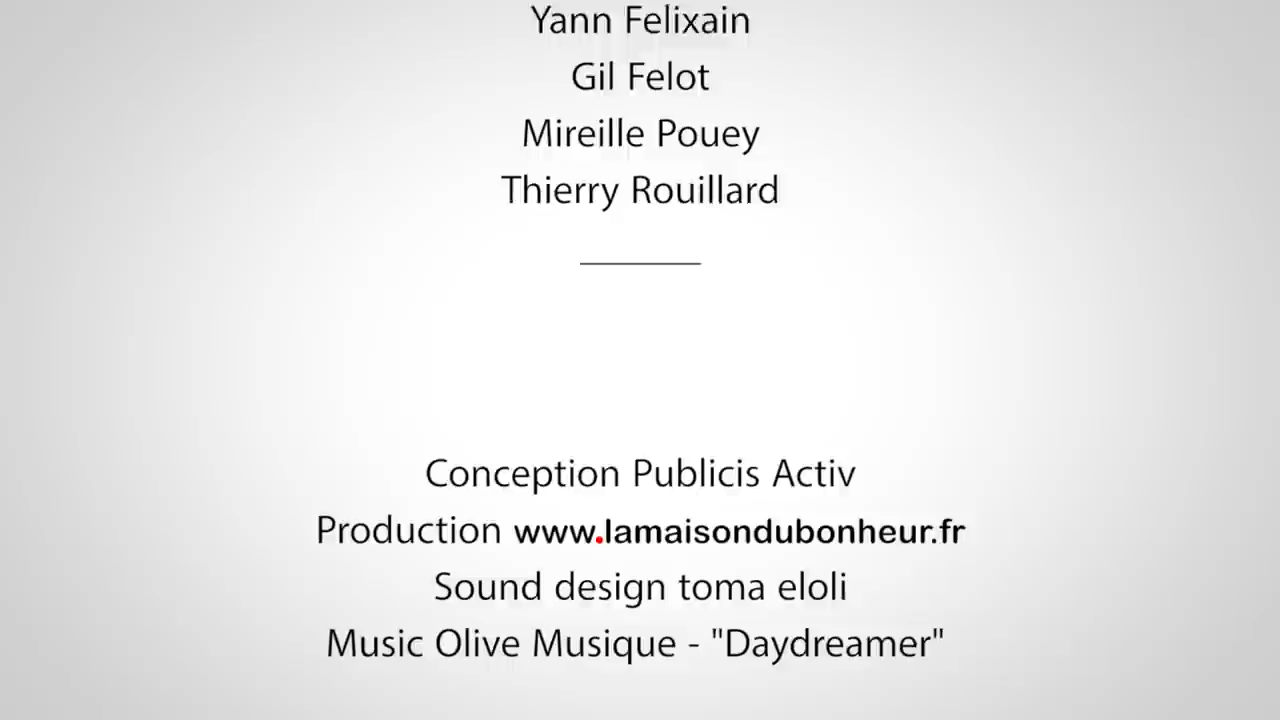 Yann Felixain
Gil Felot
Mireille Pouey
Thierry Rouillard
Conception Publicis Activ
Production www.lamaisondubonheur.fr
Sound design toma eloli
Music Olive Musique - "Daydreamer"